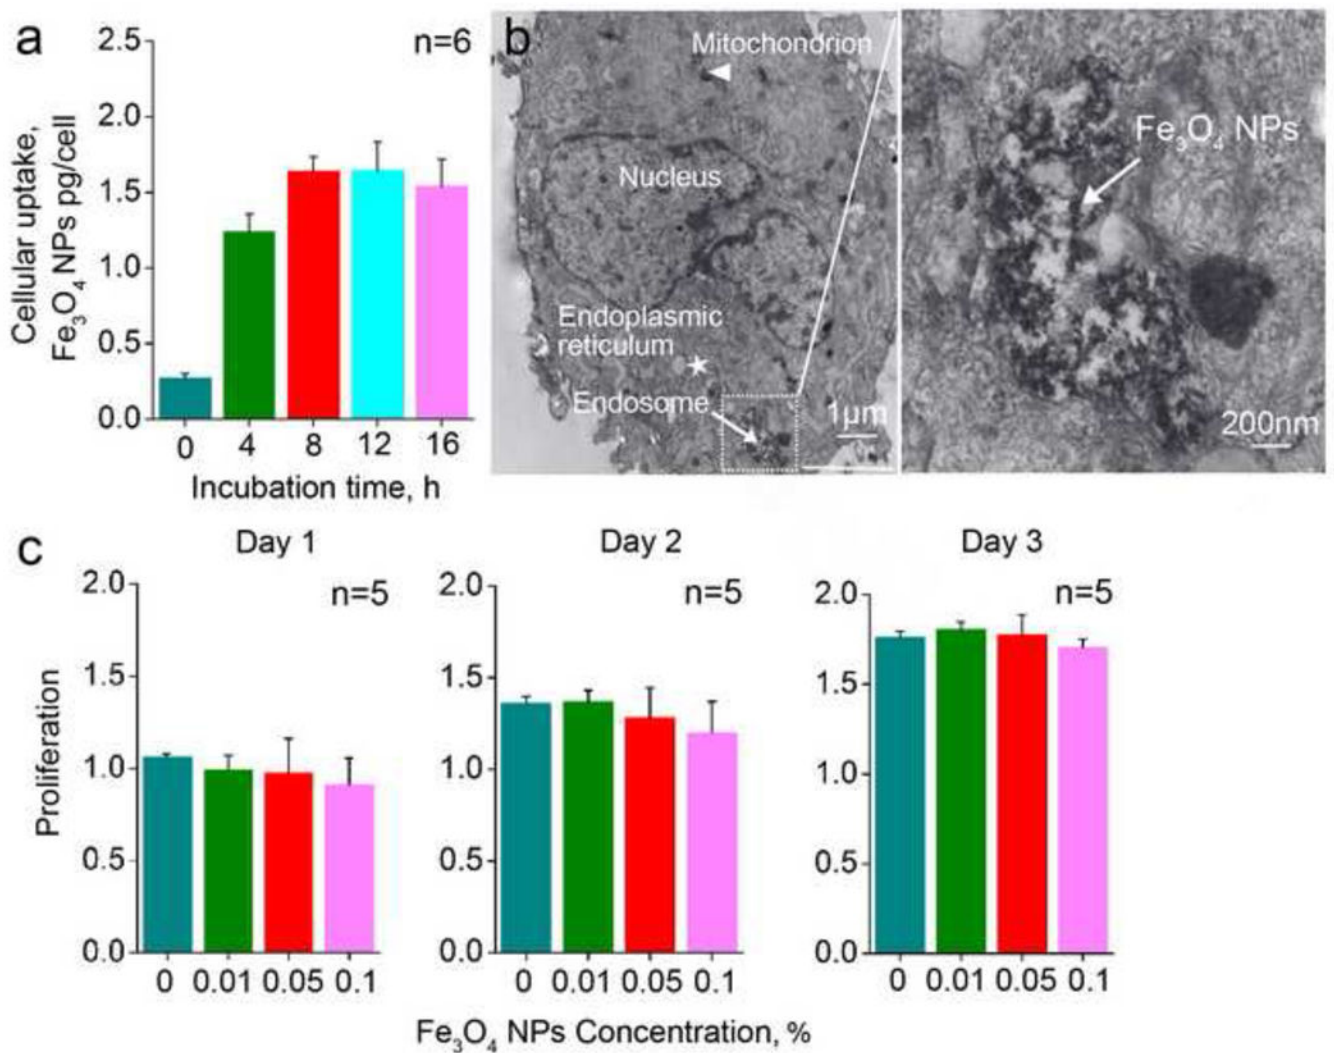 a
n=6
Cellular uptake,
Fe₃O₄ NPs pg/cell
2.5
2.0
1.5
1.0
0.5
0.0
0 4 8 12 16
Incubation time, h
b
Mitochondrion
Nucleus
Endoplasmic
reticulum
Endosome
1μm
Fe₃O₄ NPs
200nm
c
Proliferation
Day 1
n=5
2.0
1.5
1.0
0.5
0.0
0 0.01 0.05 0.1
Day 2
n=5
2.0
1.5
1.0
0.5
0.0
0 0.01 0.05 0.1
Day 3
n=5
2.0
1.5
1.0
0.5
0.0
0 0.01 0.05 0.1
Fe₃O₄ NPs Concentration, %